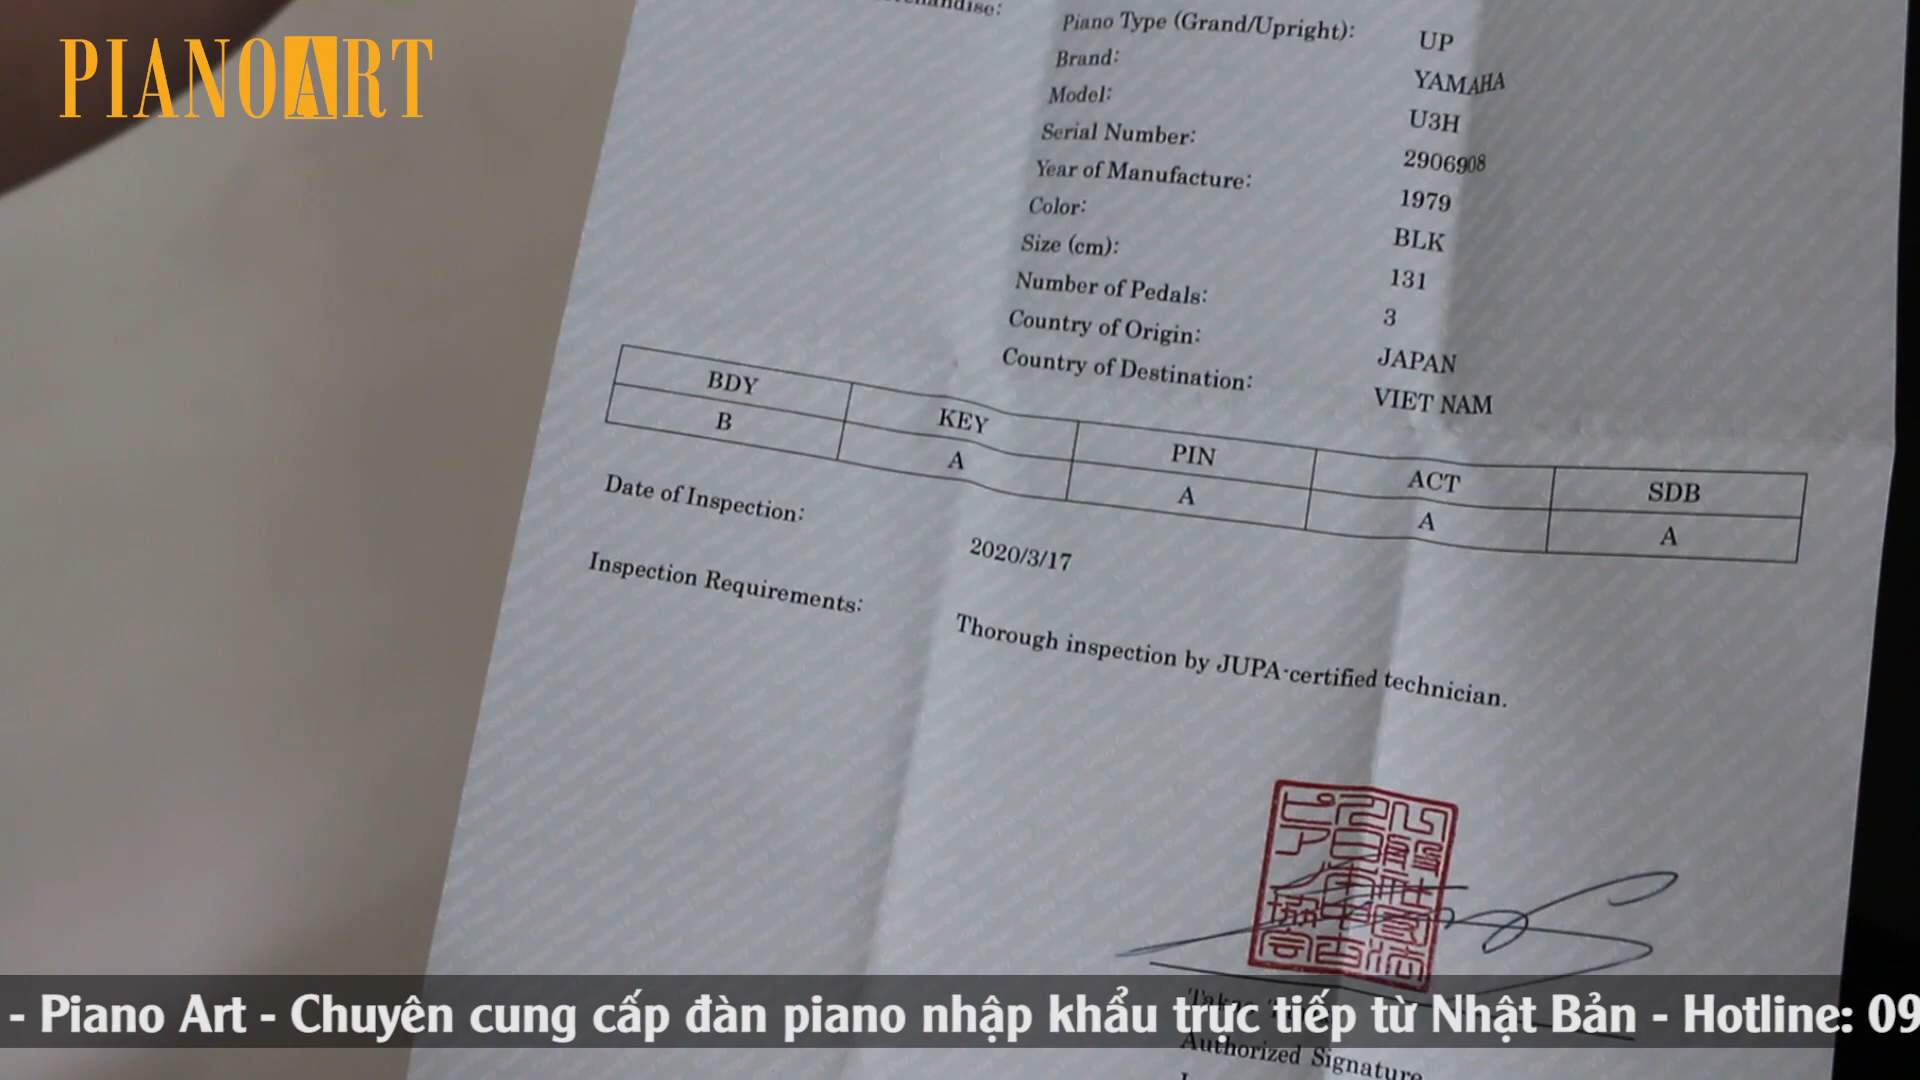 PIANOART
Piano Type (Grand/Upright): UP
Brand: YAMAHA
Model: U3H
Serial Number: 2906908
Year of Manufacture: 1979
Color: BLK
Size (cm): 131
Number of Pedals: 3
Country of Origin: JAPAN
Country of Destination: VIET NAM
BDY KEY PIN ACT SDB
B A A A A
Date of Inspection: 2020/3/17
Inspection Requirements: Thorough inspection by JUPA-certified technician.
- Piano Art - Chuyên cung cấp đàn piano nhập khẩu trực tiếp từ Nhật Bản - Hotline: 09
Authorized Signature